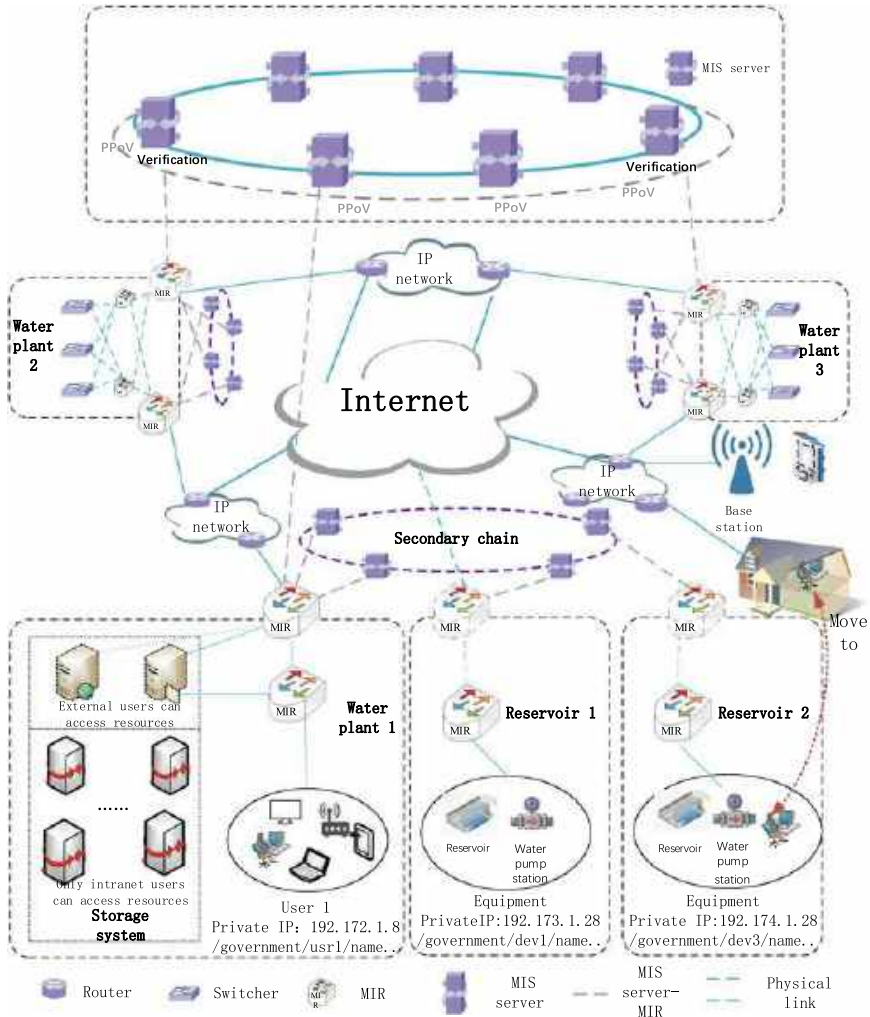 MIS server
PPoV
Verification
Verification
PPoV
PPoV
PPoV
IP
network
MIR
MIR
Water
plant
2
Water
plant
3
Internet
MIR
MIR
IP
network
IP
network
Base
station
Secondary chain
MIR
MIR
MIR
Move
to
External users can
access resources
MIR
Water
plant 1
MIR
Reservoir 1
MIR
Reservoir 2
......
Only intranet users
can access resources
Storage
system
Reservoir
Water
pump
station
Reservoir
Water
pump
station
User 1
Private IP: 192.172.1.8
/government/usr1/name..
Equipment
PrivateIP:192.173.1.28
/government/dev1/name..
Equipment
Private IP:192.174.1.28
/government/dev3/name..
Router
Switcher
MI
R
MIR
MIS
server
MIS
server—
MIR
Physical
link